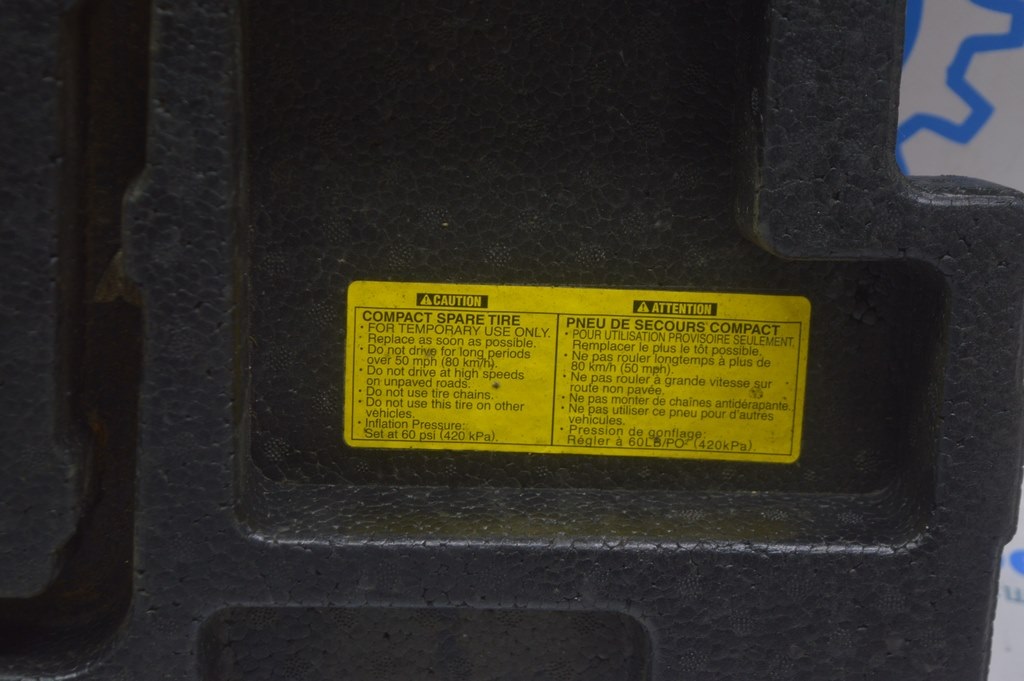 CAUTION
COMPACT SPARE TIRE
• FOR TEMPORARY USE ONLY.
Replace as soon as possible.
• Do not drive for long periods
over 50 mph (80 km/h).
• Do not drive at high speeds
on unpaved roads.
• Do not use tire chains.
• Do not use this tire on other
vehicles.
• Inflation Pressure:
Set at 60 psi (420 kPa).
ATTENTION
PNEU DE SECOURS COMPACT
• POUR UTILISATION PROVISOIRE SEULEMENT.
Remplacer le plus le tôt possible.
• Ne pas rouler longtemps à plus de
80 km/h (50 mph).
• Ne pas rouler à grande vitesse sur
route non pavée.
• Ne pas monter de chaînes antidérapante.
• Ne pas utiliser ce pneu pour d'autres
vehicules.
• Pression de gonflage:
Régler à 60LB/PO² (420kPa)